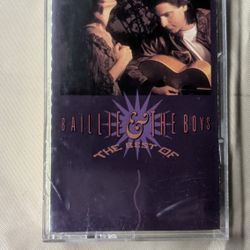 BAILLIE & THE BOYS
THE BEST OF